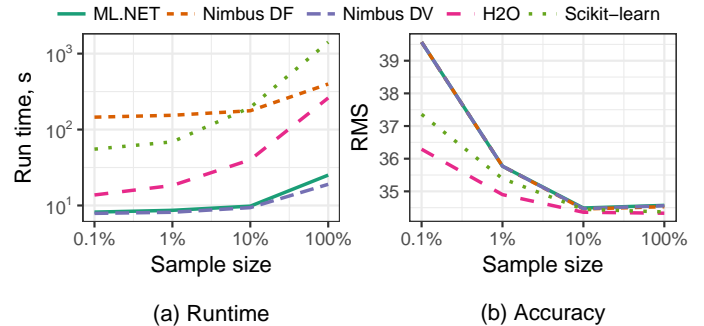 ML.NET Nimbus DF Nimbus DV H2O Scikit−learn
Run time, s
10³
10²
10¹
0.1% 1% 10% 100%
Sample size
(a) Runtime
RMS
39
38
37
36
35
34
0.1% 1% 10% 100%
Sample size
(b) Accuracy